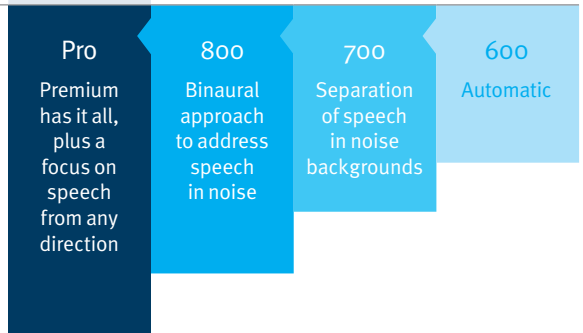 Pro
Premium
has it all,
plus a
focus on
speech
from any
direction
800
Binaural
approach
to address
speech
in noise
700
Separation
of speech
in noise
backgrounds
600
Automatic